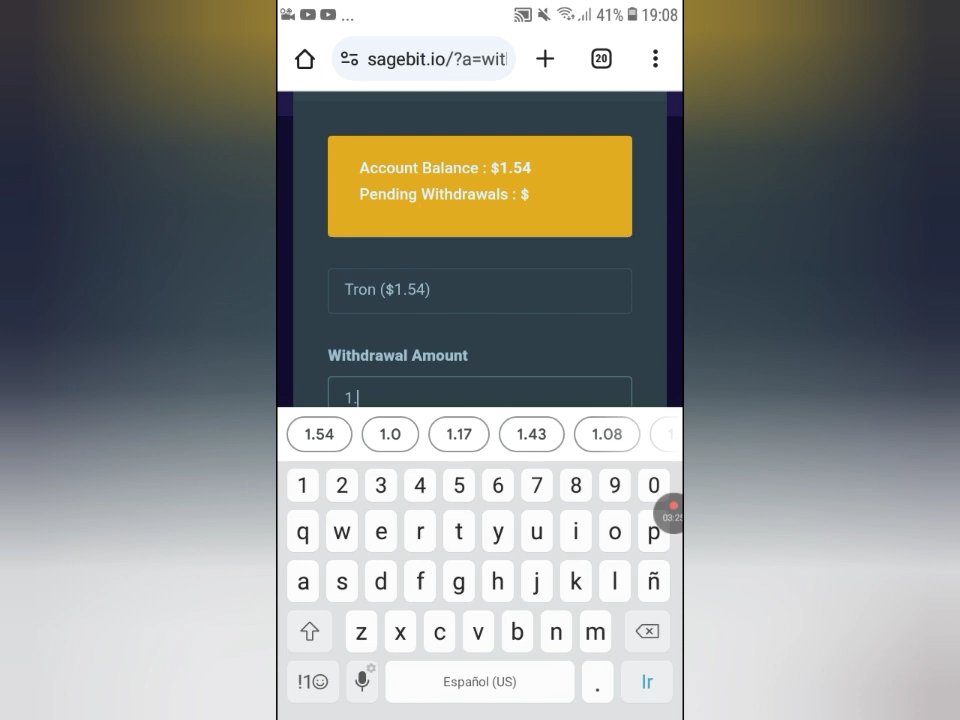 ... 41% 19:08
sagebit.io/?a=wit
20
Account Balance : $1.54
Pending Withdrawals : $
Tron ($1.54)
Withdrawal Amount
1.
1.54 1.0 1.17 1.43 1.08
1 2 3 4 5 6 7 8 9 0
03:25
q w e r t y u i o p
a s d f g h j k l ñ
z x c v b n m
!1☺ Español (US) . Ir